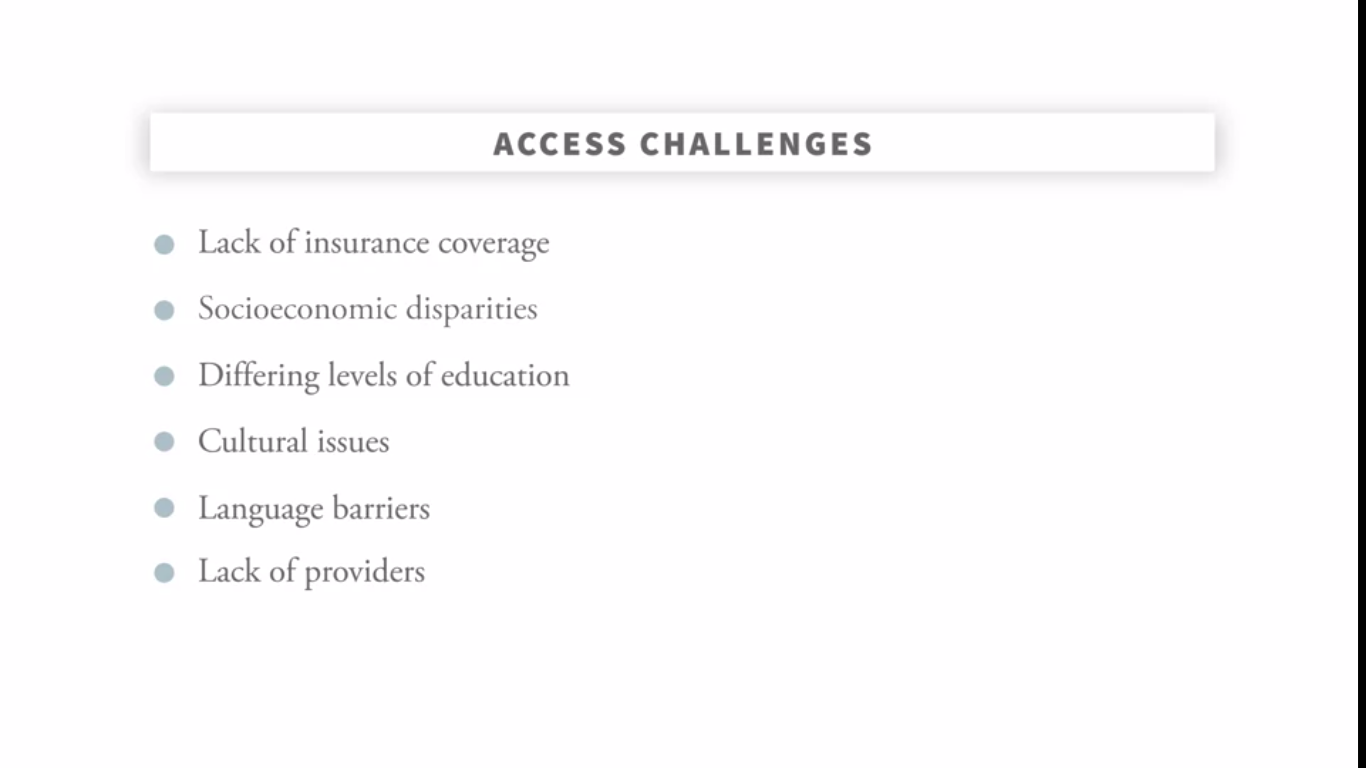 ACCESS CHALLENGES
Lack of insurance coverage
Socioeconomic disparities
Differing levels of education
Cultural issues
Language barriers
Lack of providers